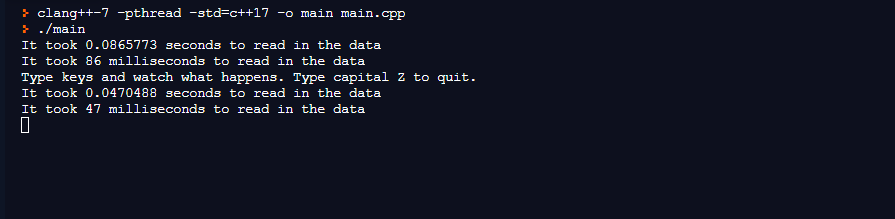 > clang++-7 -pthread -std=c++17 -o main main.cpp
> ./main
It took 0.0865773 seconds to read in the data
It took 86 milliseconds to read in the data
Type keys and watch what happens. Type capital Z to quit.
It took 0.0470488 seconds to read in the data
It took 47 milliseconds to read in the data